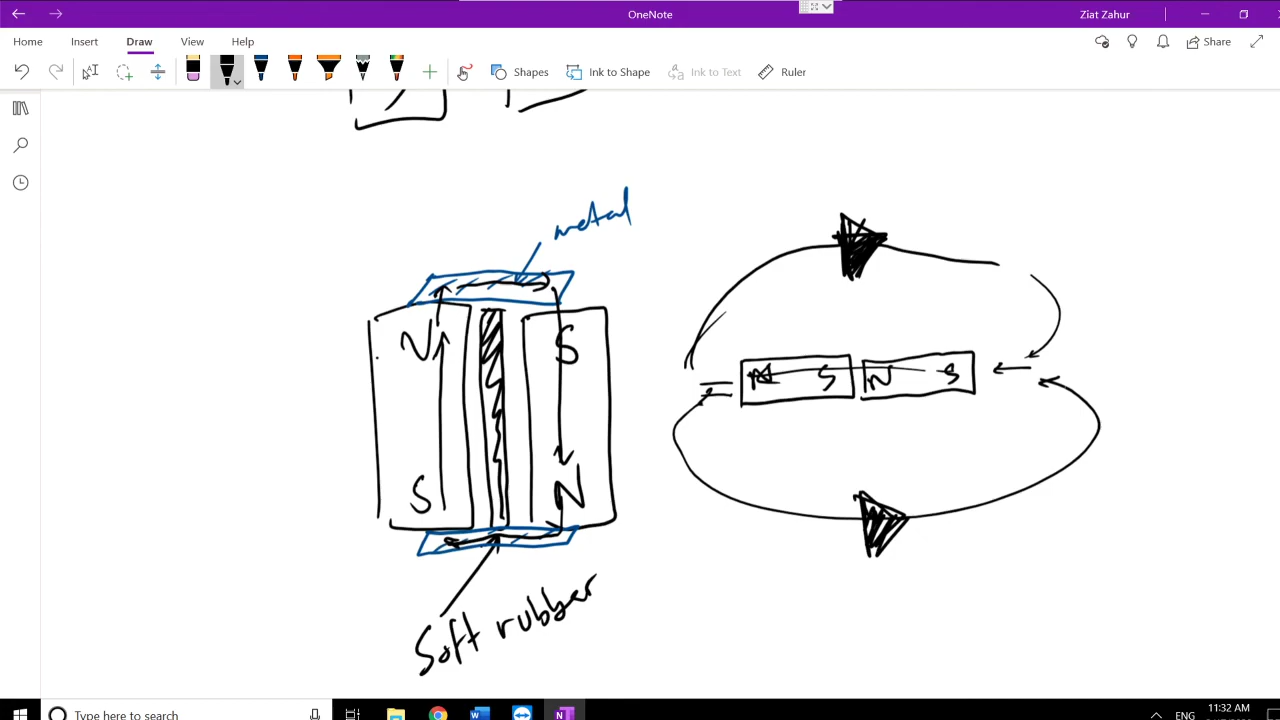 OneNote
Ziat Zahur
Home Insert Draw View Help
Share
Shapes Ink to Shape Ink to Text Ruler
metal
N S
S N
N S N S
Soft rubber
Type here to search
ENG
11:32 AM